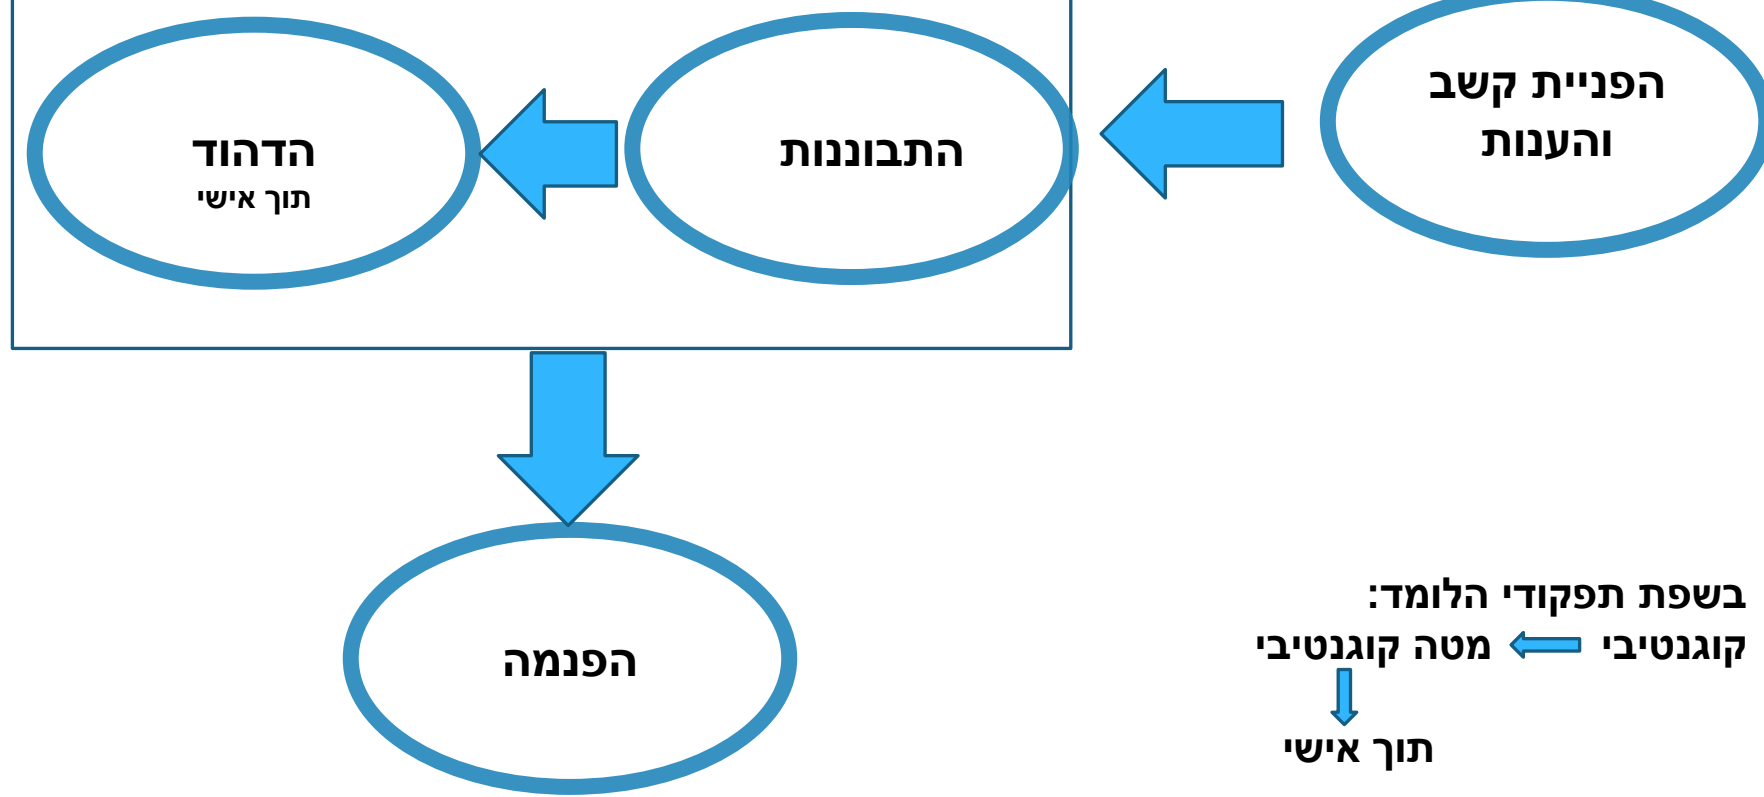 הפניית קשב
והענות
התבוננות
הדהוד
תוך אישי
הפנמה
בשפת תפקודי הלומד:
קוגנטיבי מטה קוגנטיבי
תוך אישי